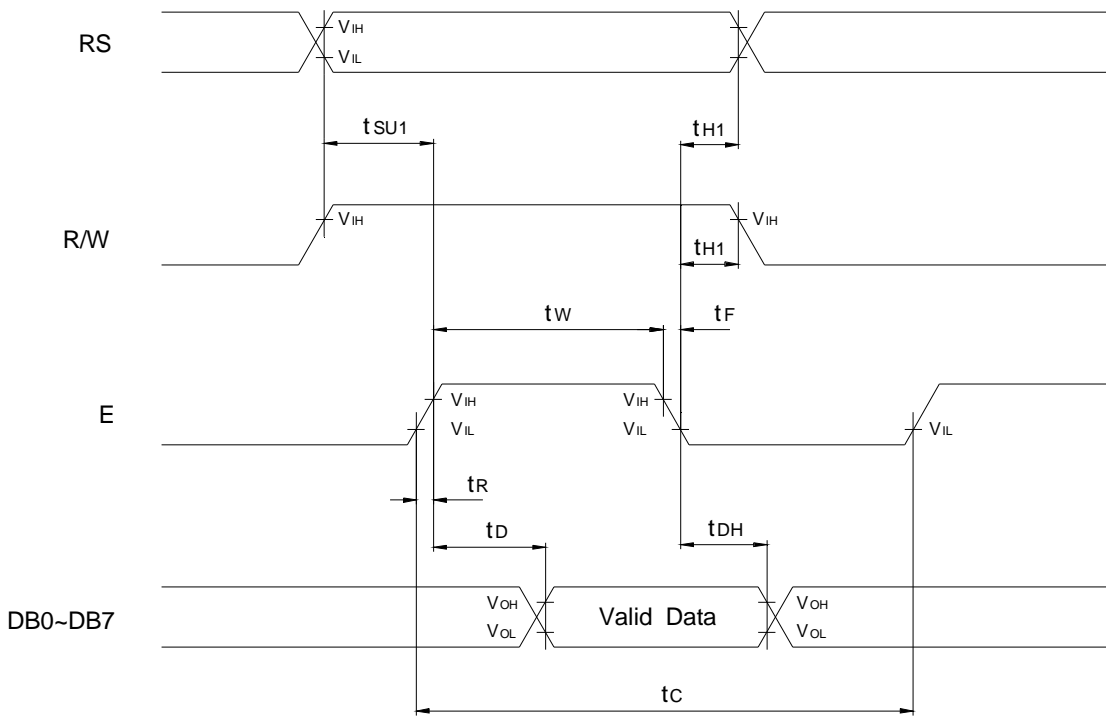 RS
VIH
VIL
tSU1
tH1
R/W
VIH
VIH
tH1
tW
tF
E
VIH
VIH
VIL
VIL
VIL
tR
tD
tDH
DB0~DB7
VOH
Valid Data
VOH
VOL
VOL
tC